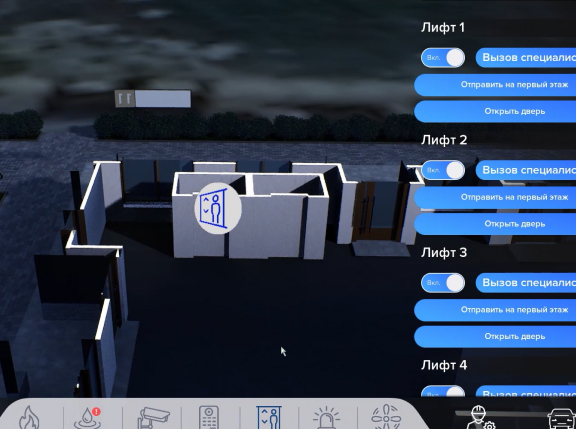 Лифт 1
Вкл. Вызов специалис
Отправить на первый этаж
Открыть дверь
Лифт 2
Вкл. Вызов специалис
Отправить на первый этаж
Открыть дверь
Лифт 3
Вкл. Вызов специалис
Отправить на первый этаж
Открыть дверь
Лифт 4
Вкл. Вызов специалис